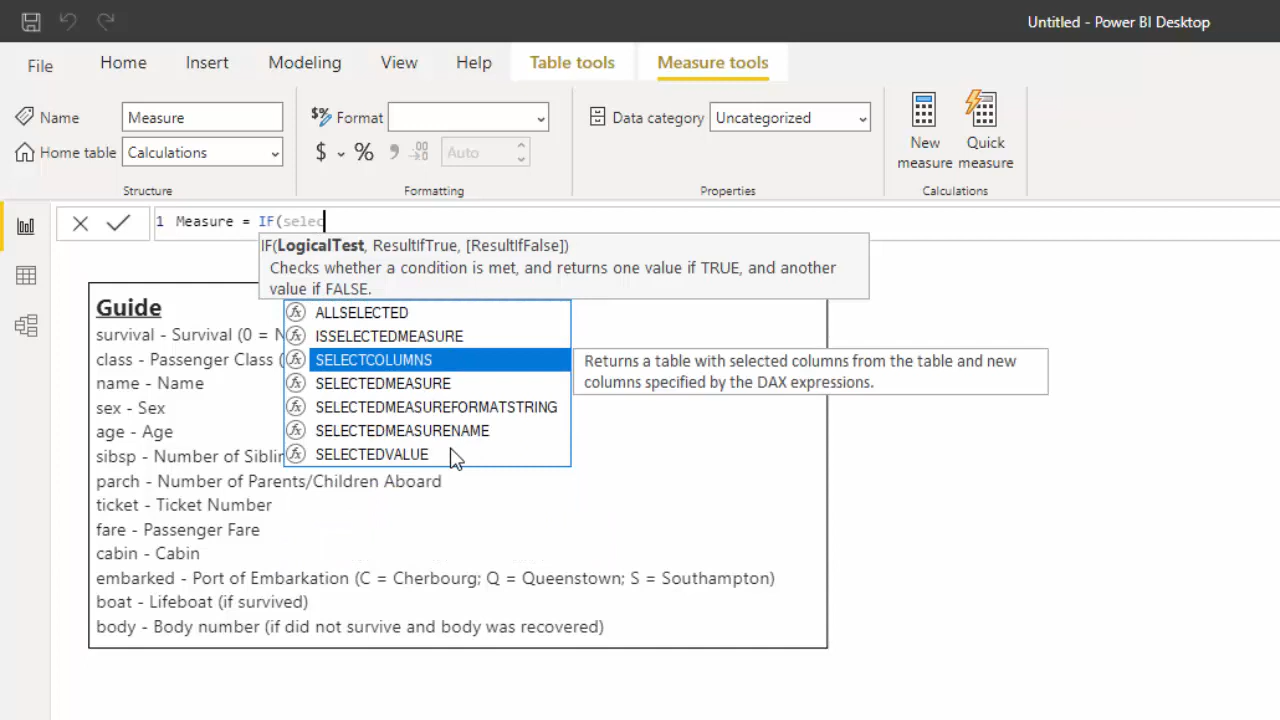 Untitled - Power BI Desktop
File Home Insert Modeling View Help Table tools Measure tools
Name Measure
Home table Calculations
Structure
$% Format
$ % 9 .00 Auto
Formatting
Data category Uncategorized
Properties
New measure
Quick measure
Calculations
1 Measure = IF(selec
IF(LogicalTest, ResultIfTrue, [ResultIfFalse])
Checks whether a condition is met, and returns one value if TRUE, and another
value if FALSE.
ALLSELECTED
ISSELECTEDMEASURE
SELECTCOLUMNS
SELECTEDMEASURE
SELECTEDMEASUREFORMATSTRING
SELECTEDMEASURENAME
SELECTEDVALUE
Returns a table with selected columns from the table and new
columns specified by the DAX expressions.
Guide
survival - Survival (0 = N
class - Passenger Class (
name - Name
sex - Sex
age - Age
sibsp - Number of Siblin
parch - Number of Parents/Children Aboard
ticket - Ticket Number
fare - Passenger Fare
cabin - Cabin
embarked - Port of Embarkation (C = Cherbourg; Q = Queenstown; S = Southampton)
boat - Lifeboat (if survived)
body - Body number (if did not survive and body was recovered)